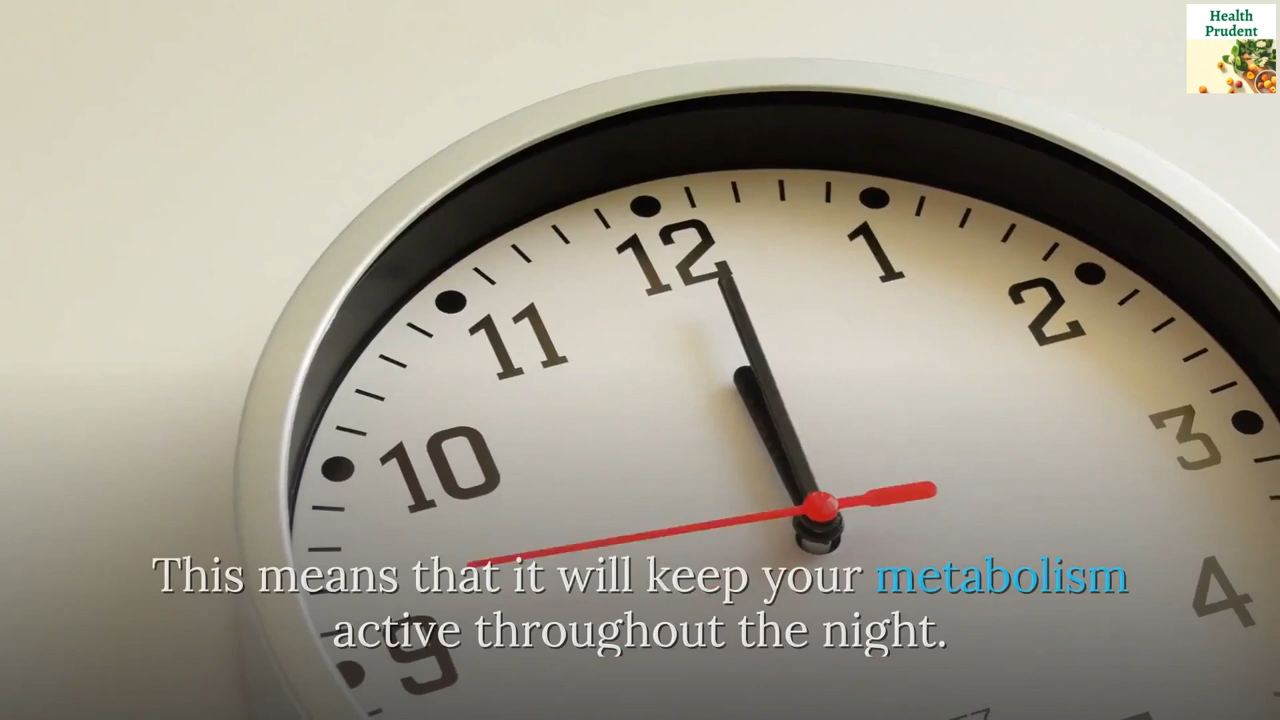 Health
Prudent
12
1
11
2
10
3
4
9
This means that it will keep your metabolism
active throughout the night.